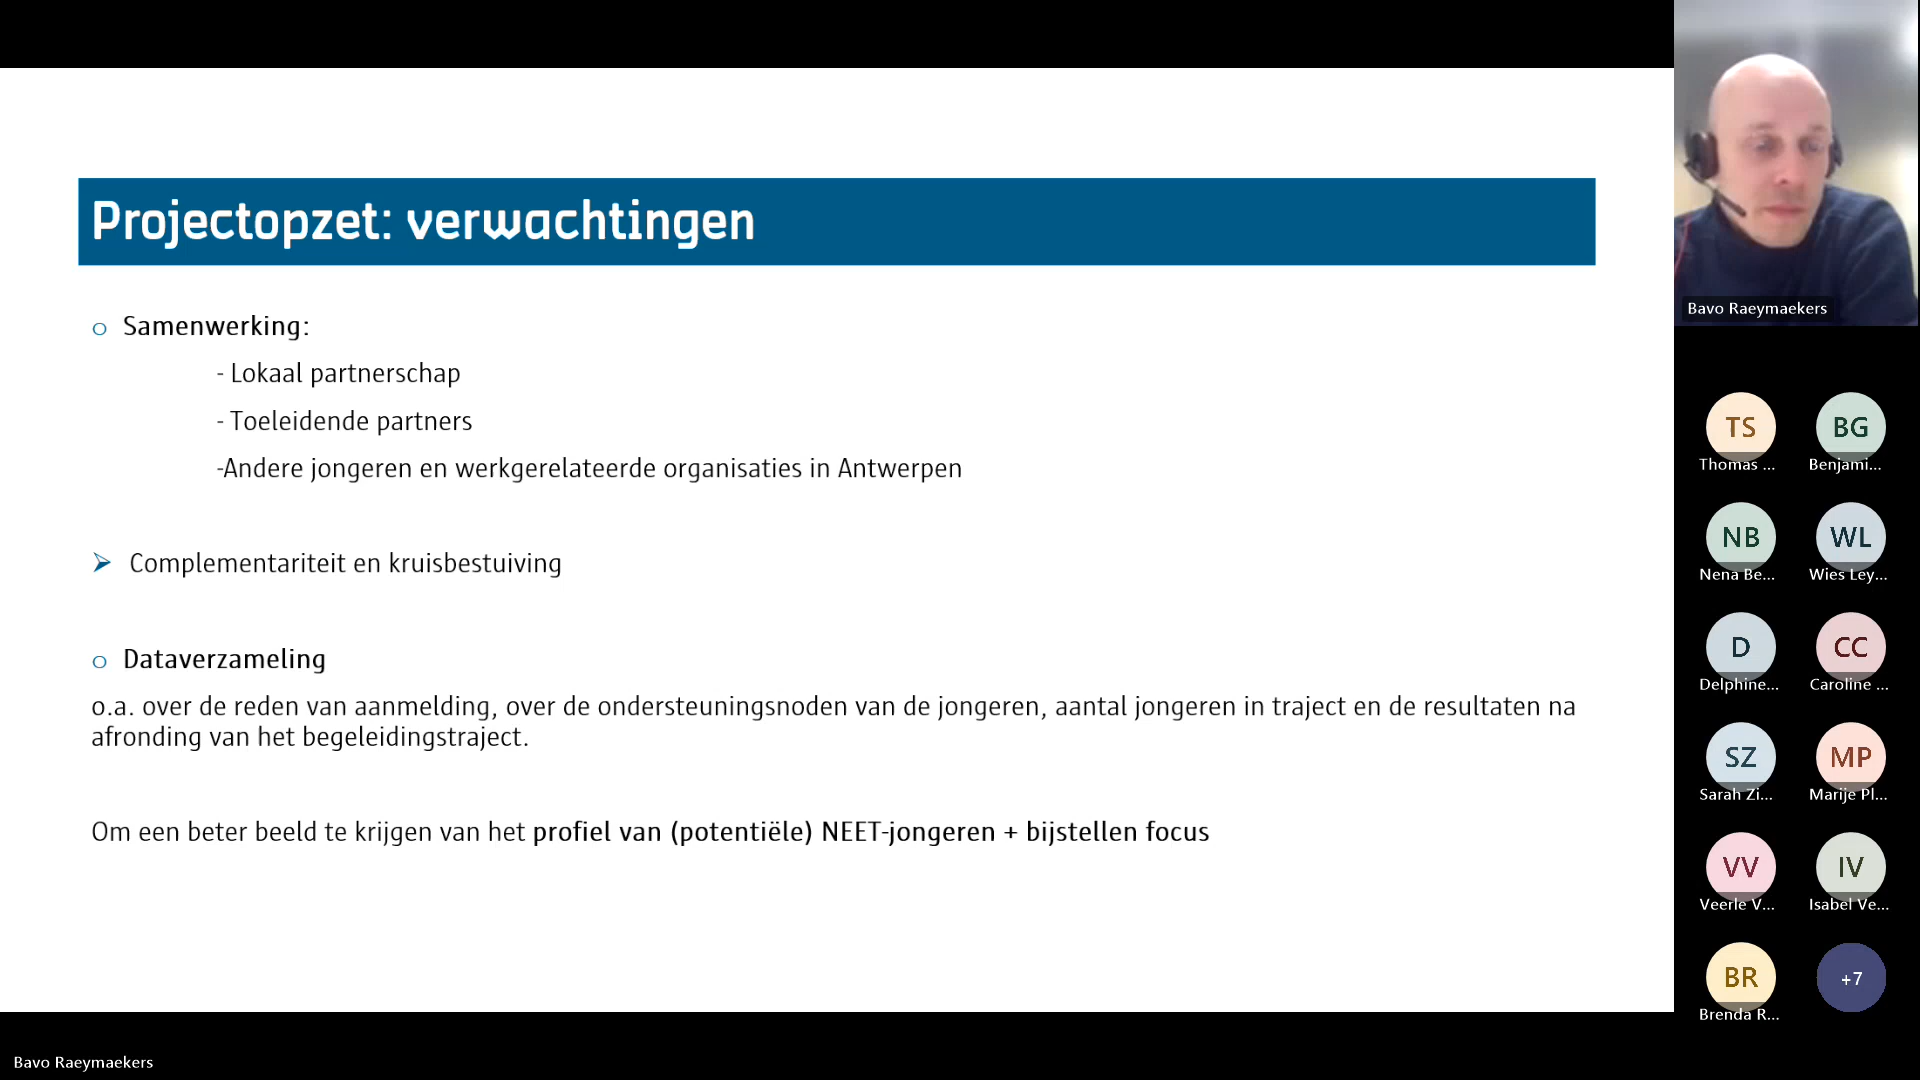 Projectopzet: verwachtingen
o Samenwerking:
- Lokaal partnerschap
- Toeleidende partners
-Andere jongeren en werkgerelateerde organisaties in Antwerpen
➢ Complementariteit en kruisbestuiving
o Dataverzameling
o.a. over de reden van aanmelding, over de ondersteuningsnoden van de jongeren, aantal jongeren in traject en de resultaten na
afronding van het begeleidingstraject.
Om een beter beeld te krijgen van het profiel van (potentiële) NEET-jongeren + bijstellen focus
Bavo Raeymaekers
TS BG
Thomas ... Benjami...
NB WL
Nena Be... Wies Ley...
D CC
Delphine... Caroline ...
SZ MP
Sarah Zi... Marije Pl...
VV IV
Veerle V... Isabel Ve...
BR +7
Brenda R...
Bavo Raeymaekers